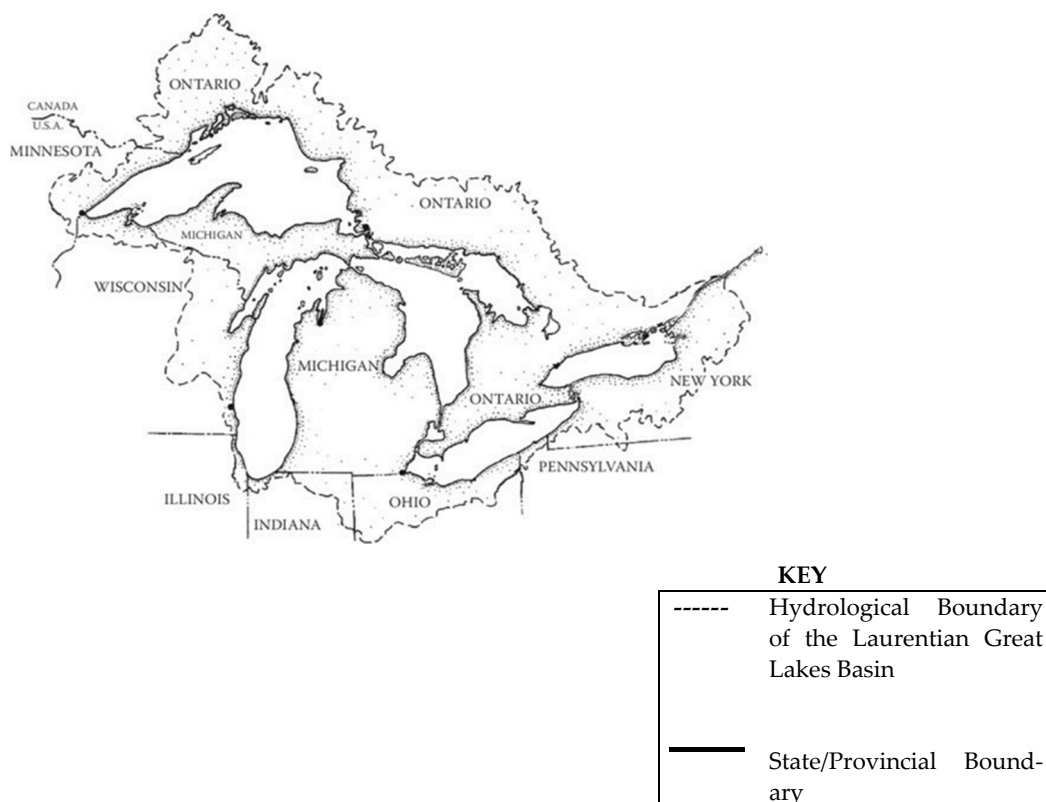 ONTARIO
CANADA
U.S.A.
MINNESOTA
ONTARIO
MICHIGAN
WISCONSIN
MICHIGAN
NEW YORK
ONTARIO
PENNSYLVANIA
ILLINOIS
OHIO
INDIANA
KEY
------ Hydrological Boundary
of the Laurentian Great
Lakes Basin
State/Provincial Bound-
ary